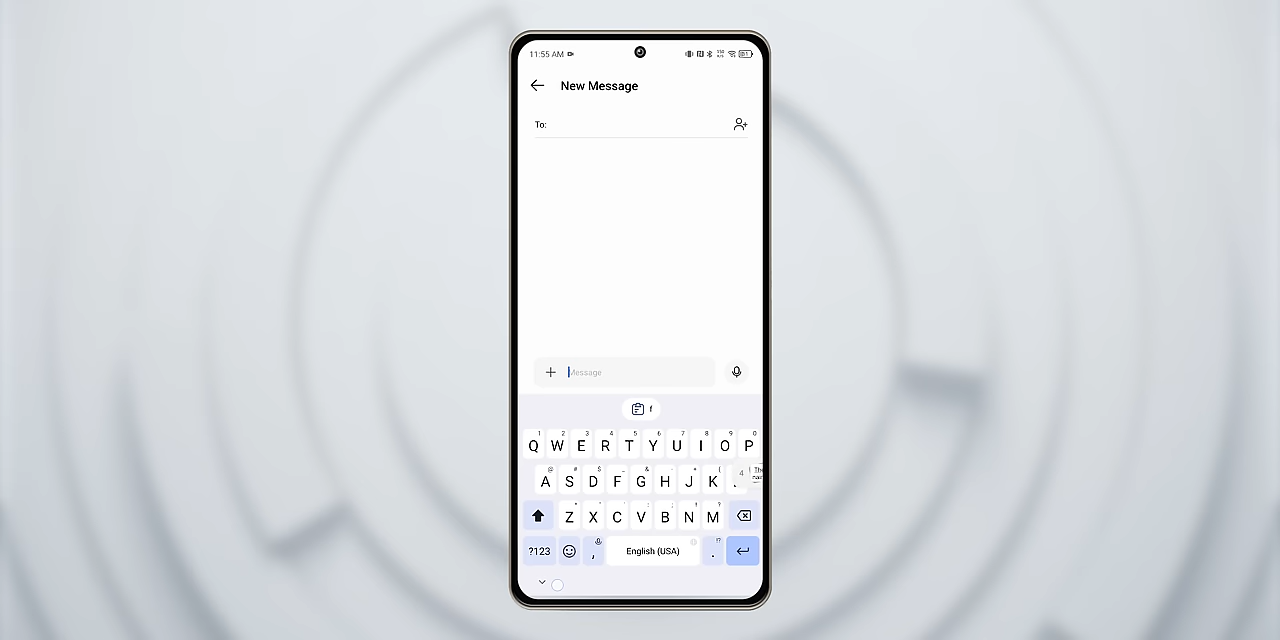 11:55 AM
New Message
To:
Message
f
1 2 3 4 5 6 7 8 9 0
Q W E R T Y U I O P
@ # $ _ & - + (
A S D F G H J K
4
* " ' : ; ! ?
Z X C V B N M
!?
?123 , English (USA) .